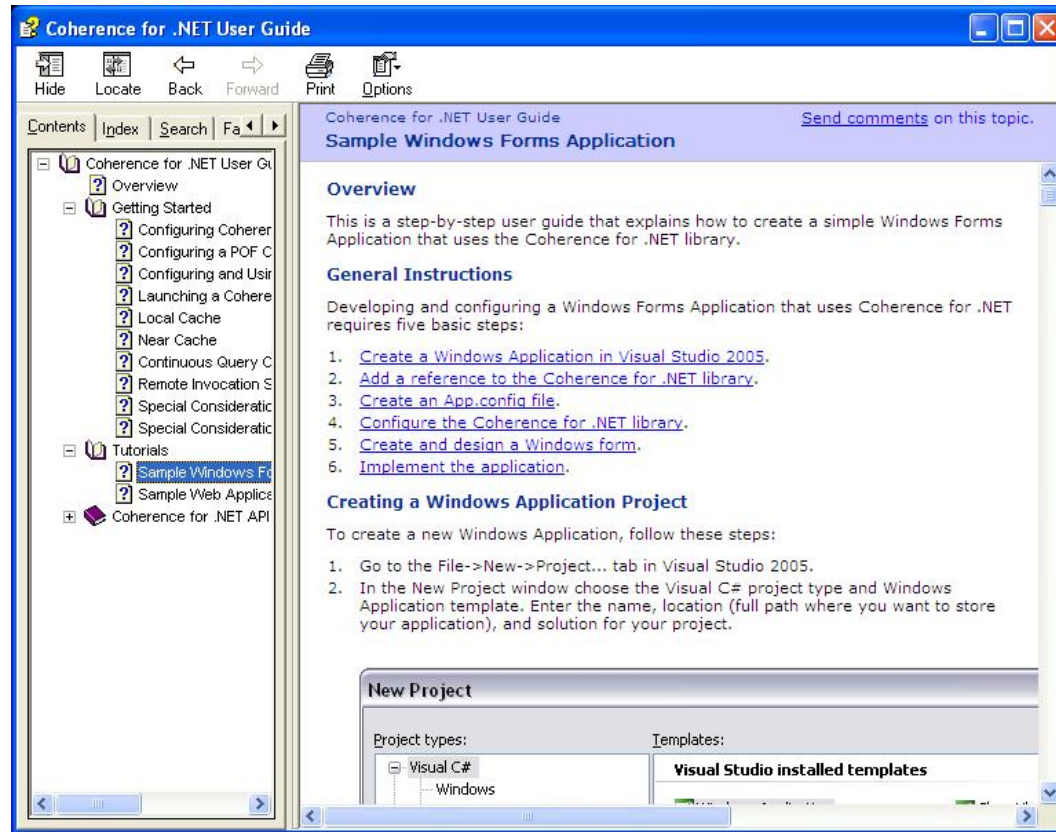 Coherence for .NET User Guide
Hide Locate Back Forward Print Options
Contents Index Search Fa
Coherence for .NET User Gu
Overview
Getting Started
Configuring Coherer
Configuring a POF C
Configuring and Usir
Launching a Cohere
Local Cache
Near Cache
Continuous Query C
Remote Invocation S
Special Consideratic
Special Consideratic
Tutorials
Sample Windows Fo
Sample Web Applica
Coherence for .NET API
Coherence for .NET User Guide
Send comments on this topic.
Sample Windows Forms Application
Overview
This is a step-by-step user guide that explains how to create a simple Windows Forms
Application that uses the Coherence for .NET library.
General Instructions
Developing and configuring a Windows Forms Application that uses Coherence for .NET
requires five basic steps:
1. Create a Windows Application in Visual Studio 2005.
2. Add a reference to the Coherence for .NET library.
3. Create an App.config file.
4. Configure the Coherence for .NET library.
5. Create and design a Windows form.
6. Implement the application.
Creating a Windows Application Project
To create a new Windows Application, follow these steps:
1. Go to the File->New->Project... tab in Visual Studio 2005.
2. In the New Project window choose the Visual C# project type and Windows
Application template. Enter the name, location (full path where you want to store
your application), and solution for your project.
New Project
Project types:
Templates:
Visual C#
Visual Studio installed templates
Windows